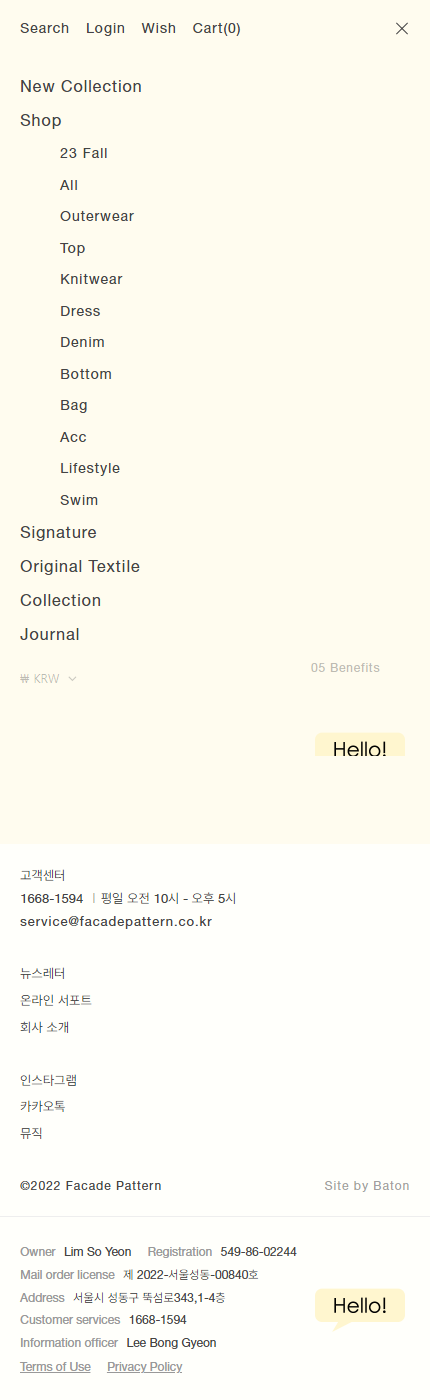 Search Login Wish Cart(0)
New Collection
Shop
23 Fall
All
Outerwear
Top
Knitwear
Dress
Denim
Bottom
Bag
Acc
Lifestyle
Swim
Signature
Original Textile
Collection
Journal
05 Benefits
₩ KRW
Hello!
고객센터
1668-1594 | 평일 오전 10시 - 오후 5시
service@facadepattern.co.kr
뉴스레터
온라인 서포트
회사 소개
인스타그램
카카오톡
뮤직
©2022 Facade Pattern Site by Baton
Owner Lim So Yeon Registration 549-86-02244
Mail order license 제 2022-서울성동-00840호
Address 서울시 성동구 뚝섬로343,1-4층
Hello!
Customer services 1668-1594
Information officer Lee Bong Gyeon
Terms of Use Privacy Policy